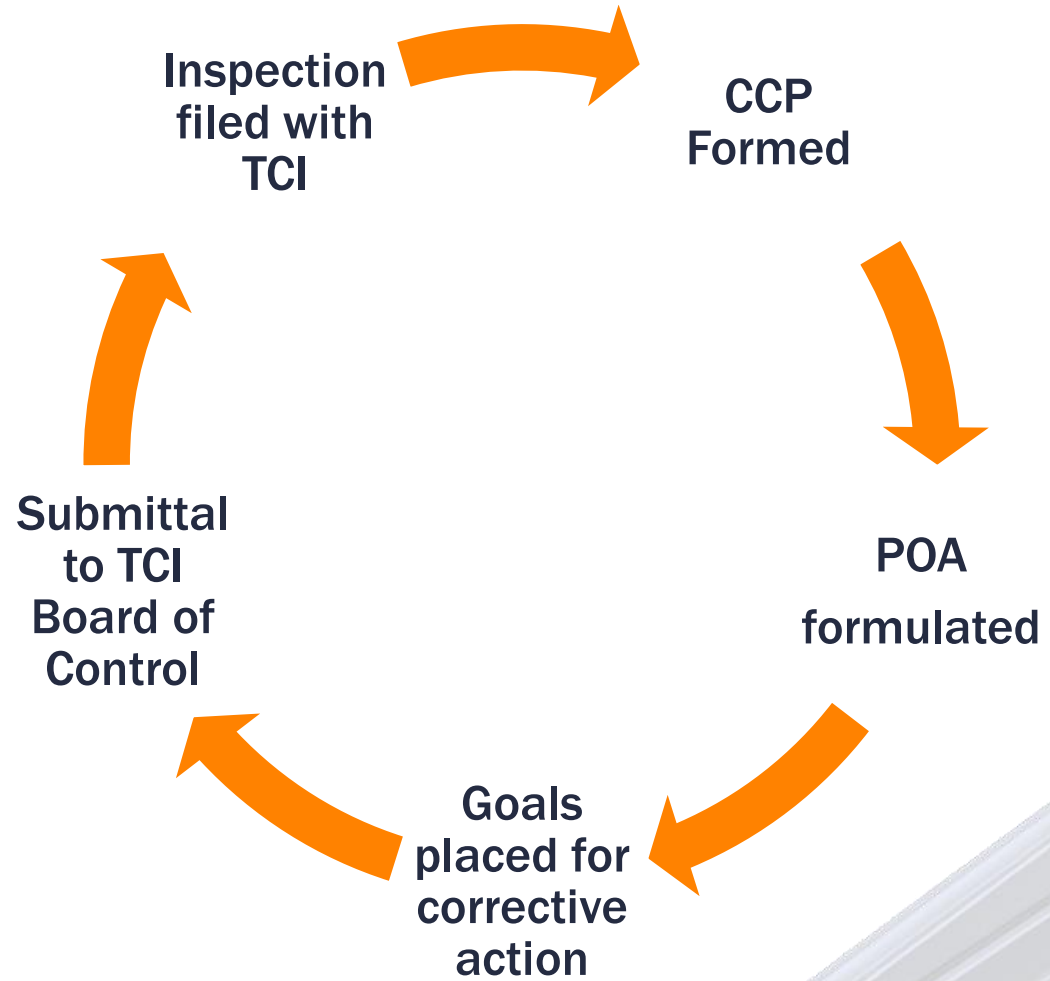 Inspection
filed with
TCI
CCP
Formed
POA
formulated
Goals
placed for
corrective
action
Submittal
to TCI
Board of
Control